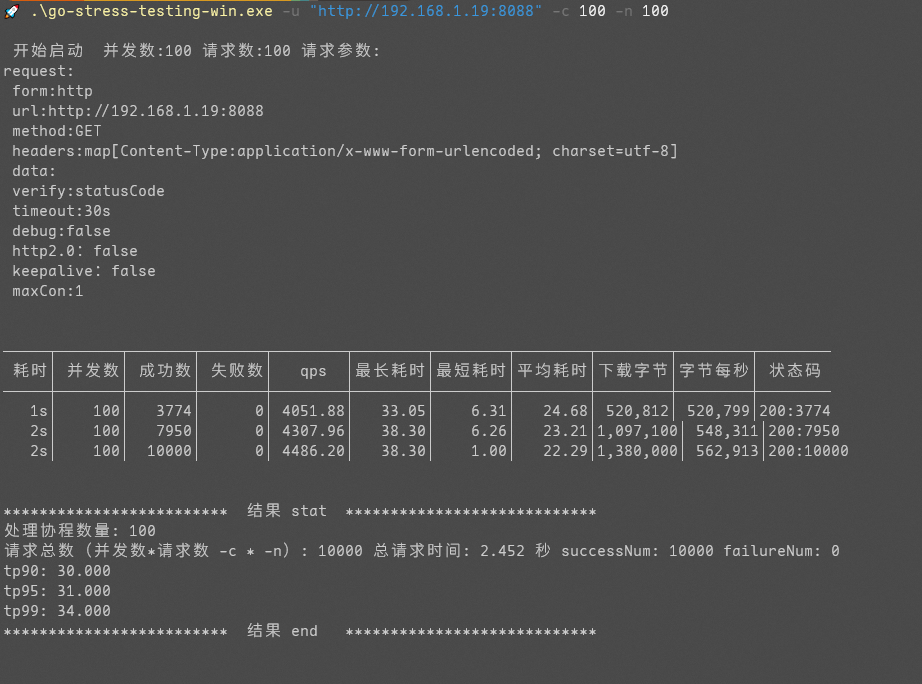 🚀 .\go-stress-testing-win.exe -u "http://192.168.1.19:8088" -c 100 -n 100
开始启动  并发数:100 请求数:100 请求参数:
request:
form:http
url:http://192.168.1.19:8088
method:GET
headers:map[Content-Type:application/x-www-form-urlencoded; charset=utf-8]
data:
verify:statusCode
timeout:30s
debug:false
http2.0: false
keepalive: false
maxCon:1
耗时│ 并发数│ 成功数│ 失败数│ qps │最长耗时│最短耗时│平均耗时│下载字节│字节每秒│ 状态码
1s│ 100│ 3774│ 0│ 4051.88│ 33.05│ 6.31│ 24.68│ 520,812│ 520,799│200:3774
2s│ 100│ 7950│ 0│ 4307.96│ 38.30│ 6.26│ 23.21│1,097,100│ 548,311│200:7950
2s│ 100│ 10000│ 0│ 4486.20│ 38.30│ 1.00│ 22.29│1,380,000│ 562,913│200:10000
*************************  结果 stat  ****************************
处理协程数量: 100
请求总数（并发数*请求数 -c * -n）: 10000 总请求时间: 2.452 秒 successNum: 10000 failureNum: 0
tp90: 30.000
tp95: 31.000
tp99: 34.000
*************************  结果 end   ****************************